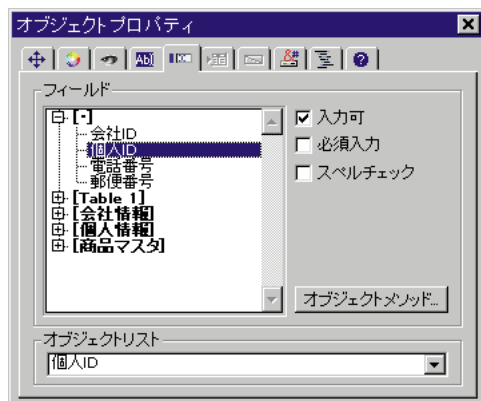 オブジェクトプロパティ
フィールド
[-]
会社ID
個人ID
電話番号
郵便番号
[Table 1]
[会社情報]
[個人情報]
[商品マスタ]
入力可
必須入力
スペルチェック
オブジェクトメソッド...
オブジェクトリスト
個人ID